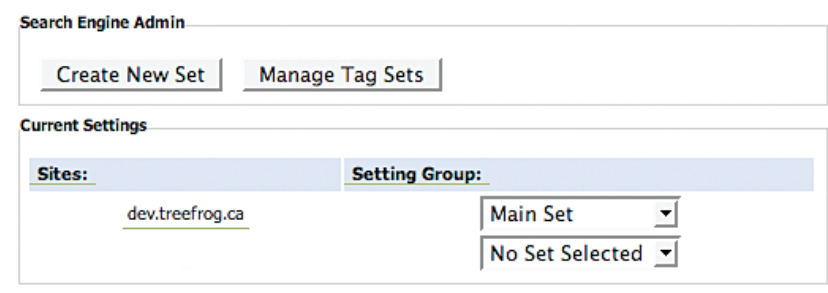 Search Engine Admin
Create New Set Manage Tag Sets
Current Settings
Sites: Setting Group:
dev.treefrog.ca Main Set
No Set Selected